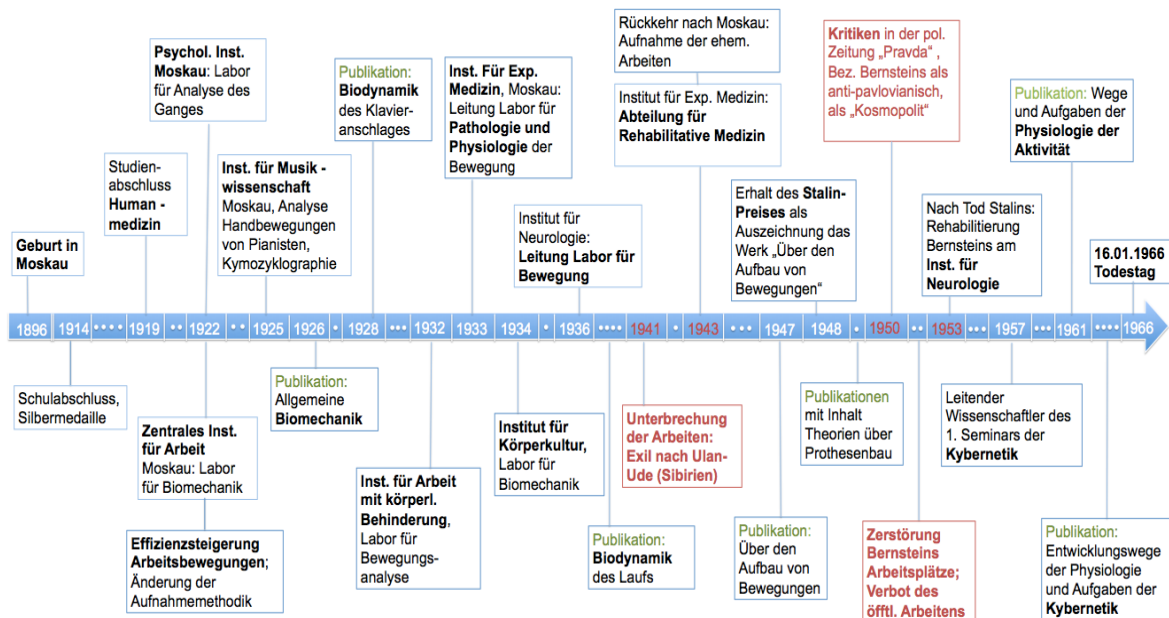 Psychol. Inst.
Moskau: Labor
für Analyse des
Ganges
Publikation:
Biodynamik
des Klavier-
anschlages
Inst. Für Exp.
Medizin, Moskau:
Leitung Labor für
Pathologie und
Physiologie der
Bewegung
Rückkehr nach Moskau:
Aufnahme der ehem.
Arbeiten
Institut für Exp. Medizin:
Abteilung für
Rehabilitative Medizin
Kritiken in der pol.
Zeitung „Pravda“ ,
Bez. Bernsteins als
anti-pavlovianisch,
als „Kosmopolit“
Publikation: Wege
und Aufgaben der
Physiologie der
Aktivität
Geburt in
Moskau
Studien-
abschluss
Human -
medizin
Inst. für Musik -
wissenschaft
Moskau, Analyse
Handbewegungen
von Pianisten,
Kymozyklographie
Institut für
Neurologie:
Leitung Labor für
Bewegung
Erhalt des Stalin-
Preises als
Auszeichnung das
Werk „Über den
Aufbau von
Bewegungen“
Nach Tod Stalins:
Rehabilitierung
Bernsteins am
Inst. für
Neurologie
16.01.1966
Todestag
1896 1914 •••• 1919 •• 1922 •• 1925 1926 • 1928 ••• 1932 1933 1934 • 1936 •••• 1941 • 1943 ••• 1947 1948 • 1950 •• 1953 ••• 1957 ••• 1961 •••• 1966
Schulabschluss,
Silbermedaille
Zentrales Inst.
für Arbeit
Moskau: Labor
für Biomechanik
Effizienzsteigerung
Arbeitsbewegungen;
Änderung der
Aufnahmemethodik
Publikation:
Allgemeine
Biomechanik
Inst. für Arbeit
mit körperl.
Behinderung,
Labor für
Bewegungs-
analyse
Institut für
Körperkultur,
Labor für
Biomechanik
Publikation:
Biodynamik
des Laufs
Unterbrechung
der Arbeiten:
Exil nach Ulan-
Ude (Sibirien)
Publikation:
Über den
Aufbau von
Bewegungen
Publikationen
mit Inhalt
Theorien über
Prothesenbau
Zerstörung
Bernsteins
Arbeitsplätze;
Verbot des
öfftl. Arbeitens
Leitender
Wissenschaftler des
1. Seminars der
Kybernetik
Publikation:
Entwicklungswege
der Physiologie
und Aufgaben der
Kybernetik